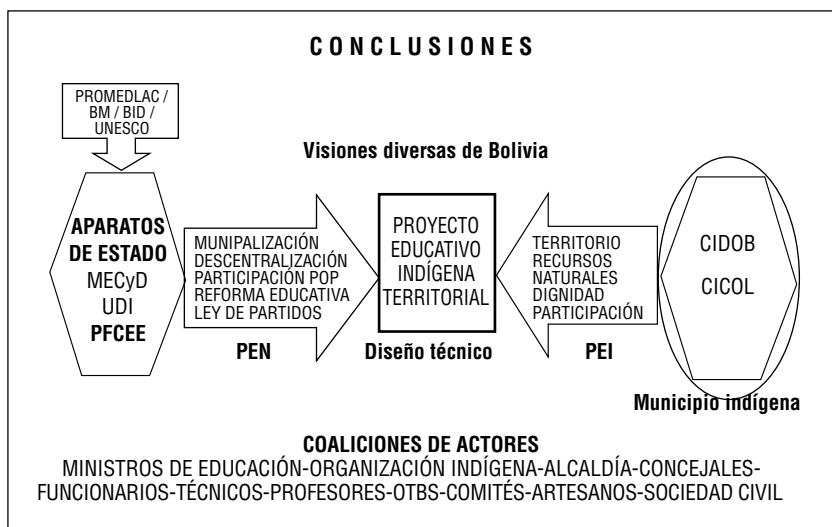 CONCLUSIONES
PROMEDLAC /
BM / BID /
UNESCO
Visiones diversas de Bolivia
APARATOS
DE ESTADO
MECyD
UDI
PFCEE
MUNIPALIZACIÓN
DESCENTRALIZACIÓN
PARTICIPACIÓN POP
REFORMA EDUCATIVA
LEY DE PARTIDOS
PEN
PROYECTO
EDUCATIVO
INDÍGENA
TERRITORIAL
Diseño técnico
TERRITORIO
RECURSOS
NATURALES
DIGNIDAD
PARTICIPACIÓN
PEI
CIDOB
CICOL
Municipio indígena
COALICIONES DE ACTORES
MINISTROS DE EDUCACIÓN-ORGANIZACIÓN INDÍGENA-ALCALDÍA-CONCEJALES-
FUNCIONARIOS-TÉCNICOS-PROFESORES-OTBS-COMITÉS-ARTESANOS-SOCIEDAD CIVIL